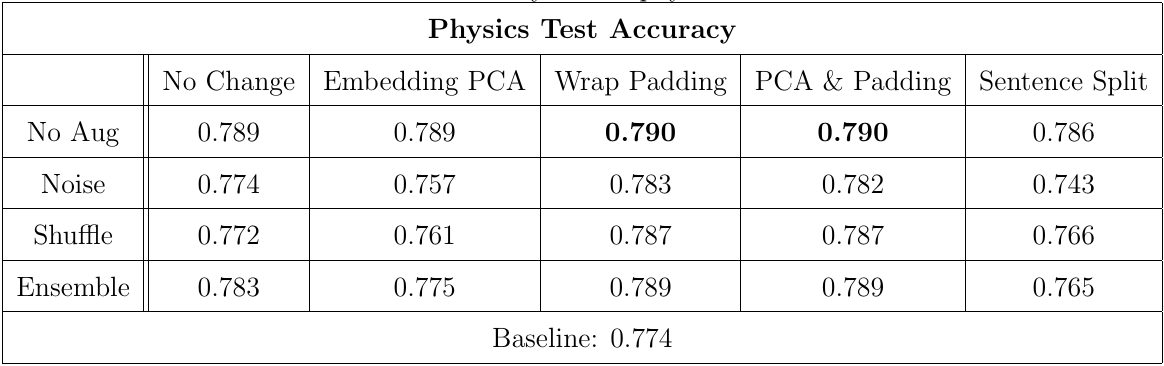 Physics Test Accuracy
No Change Embedding PCA Wrap Padding PCA & Padding Sentence Split
No Aug 0.789 0.789 0.790 0.790 0.786
Noise 0.774 0.757 0.783 0.782 0.743
Shuffle 0.772 0.761 0.787 0.787 0.766
Ensemble 0.783 0.775 0.789 0.789 0.765
Baseline: 0.774